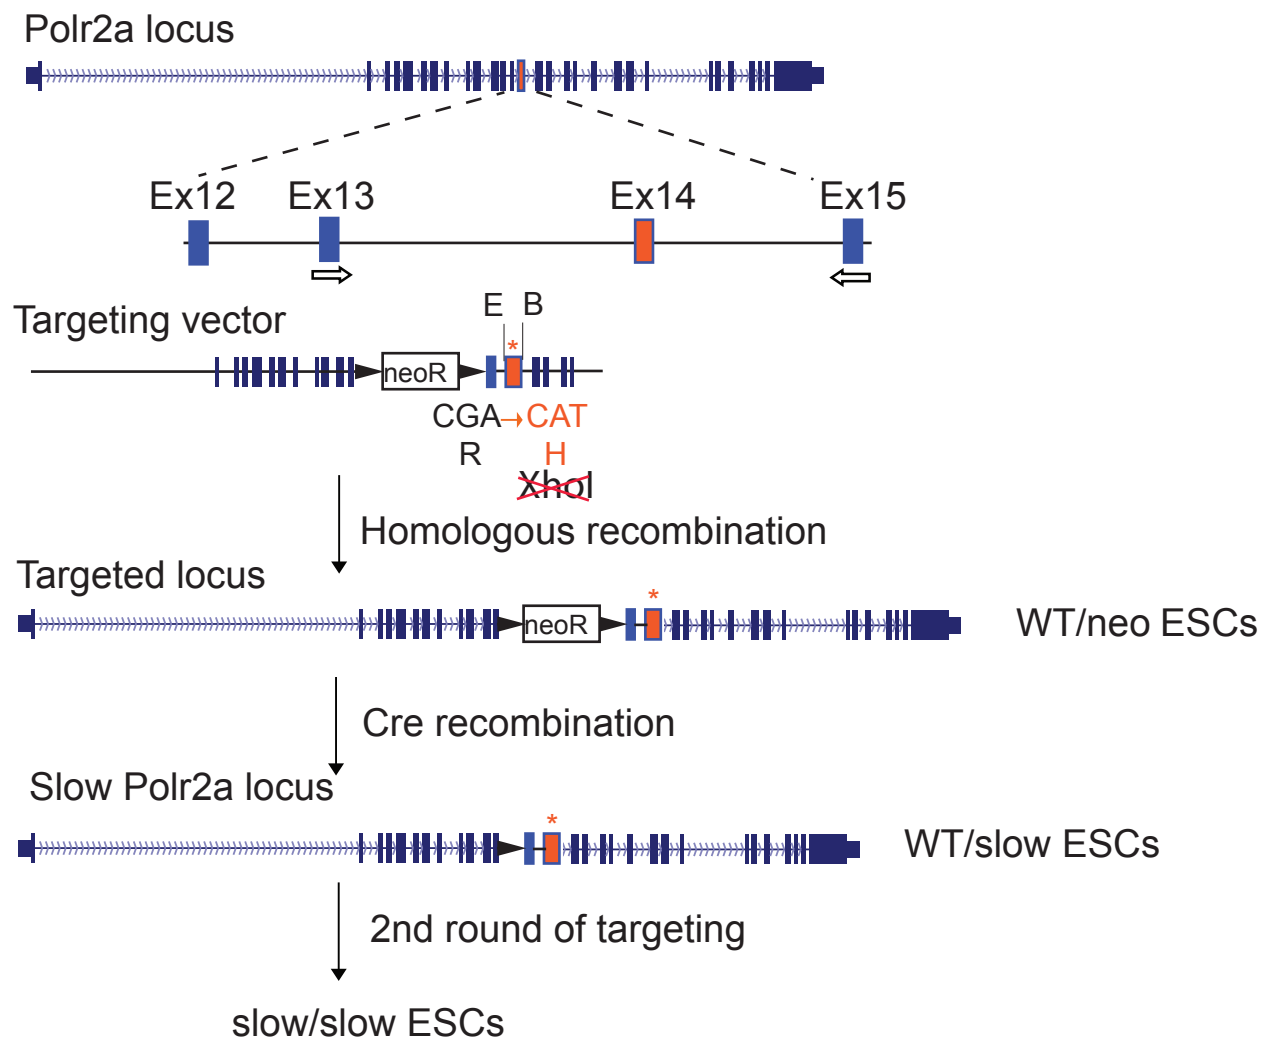 Polr2a locus
Ex12 Ex13 Ex14 Ex15
Targeting vector
E B
*
neoR
CGA→CAT
R H
XhoI
Homologous recombination
Targeted locus
*
neoR
WT/neo ESCs
Cre recombination
Slow Polr2a locus
*
WT/slow ESCs
2nd round of targeting
slow/slow ESCs